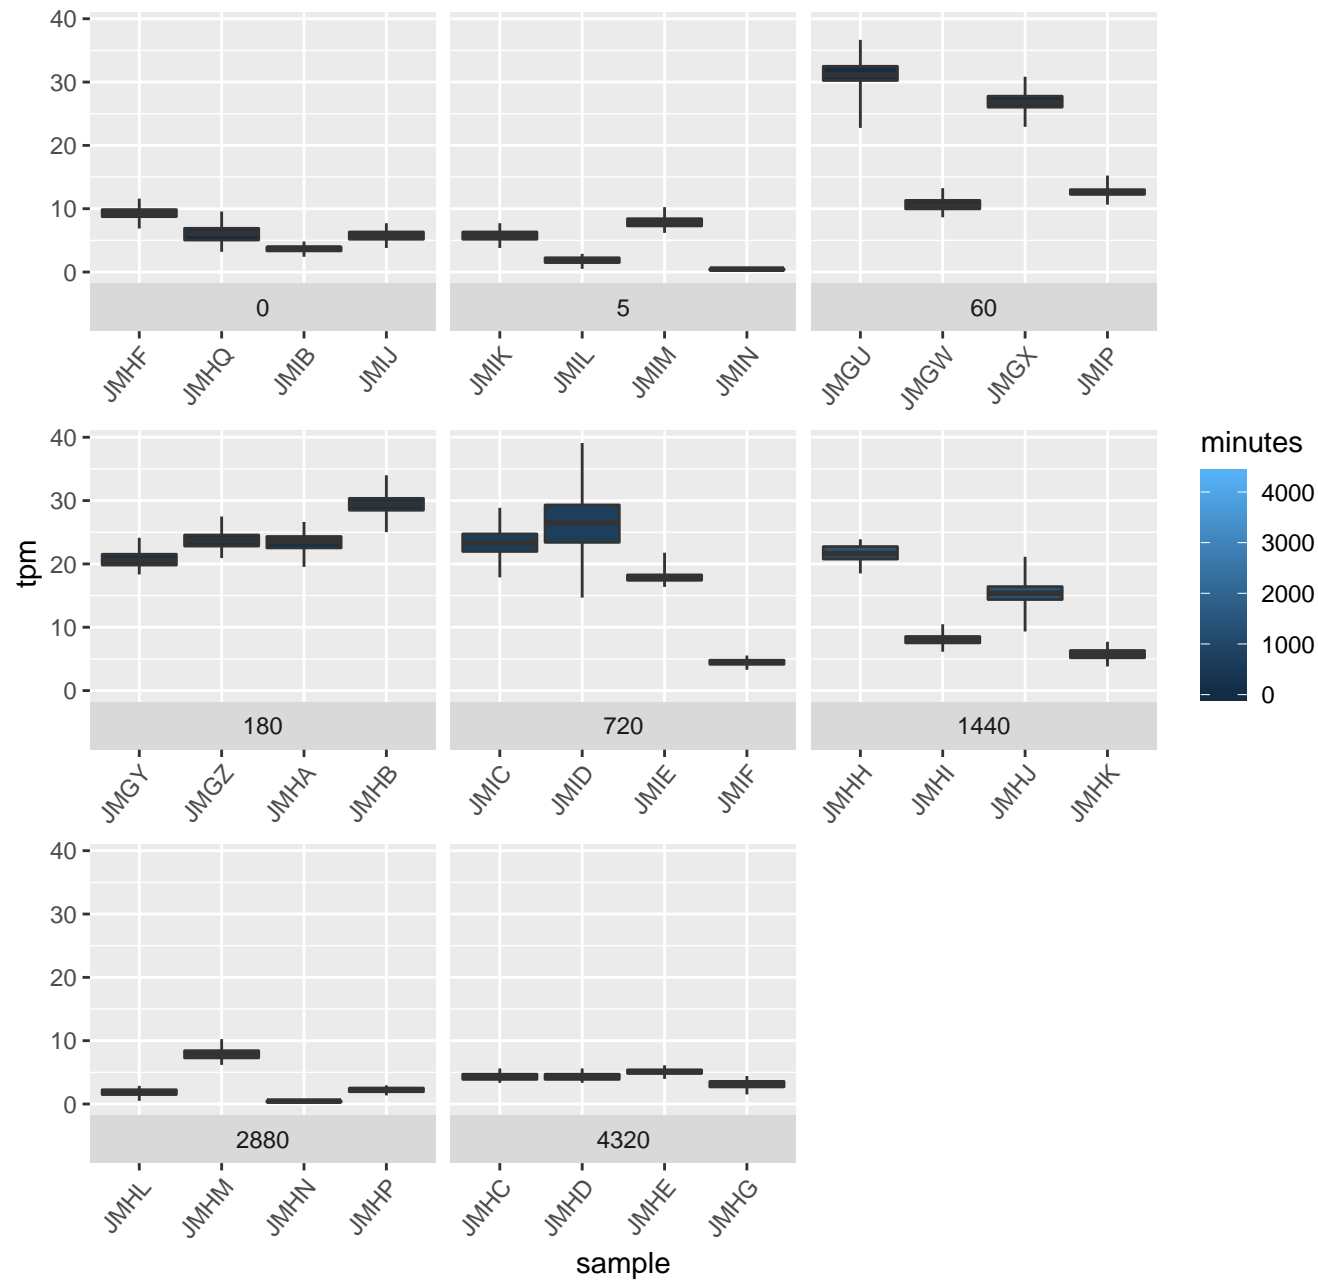 40
30
20
10
0
0
5
60
JMHF JMHQ JMIB JMIJ
JMIK JMIL JMIM JMIN
JMGU JMGW JMGX JMIP
tpm
40
30
20
10
0
180
720
1440
JMGY JMGZ JMHA JMHB
JMIC JMID JMIE JMIF
JMHH JMHI JMHJ JMHK
minutes
4000
3000
2000
1000
0
40
30
20
10
0
2880
4320
JMHL JMHM JMHN JMHP
JMHC JMHD JMHE JMHG
sample